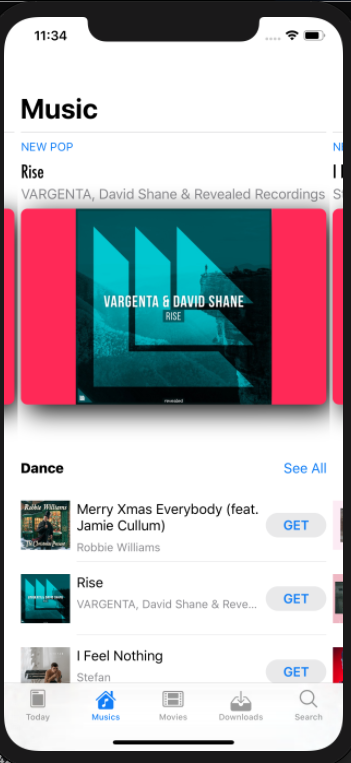 11:34
Music
NEW POP
Rise
VARGENTA, David Shane & Revealed Recordings
VARGENTA & DAVID SHANE
RISE
revealed
Dance
See All
Robbie Williams
The Christmas Present
Merry Xmas Everybody (feat.
Jamie Cullum)
Robbie Williams
GET
Rise
VARGENTA, David Shane & Reve...
GET
I Feel Nothing
Stefan
GET
Today
Musics
Movies
Downloads
Search